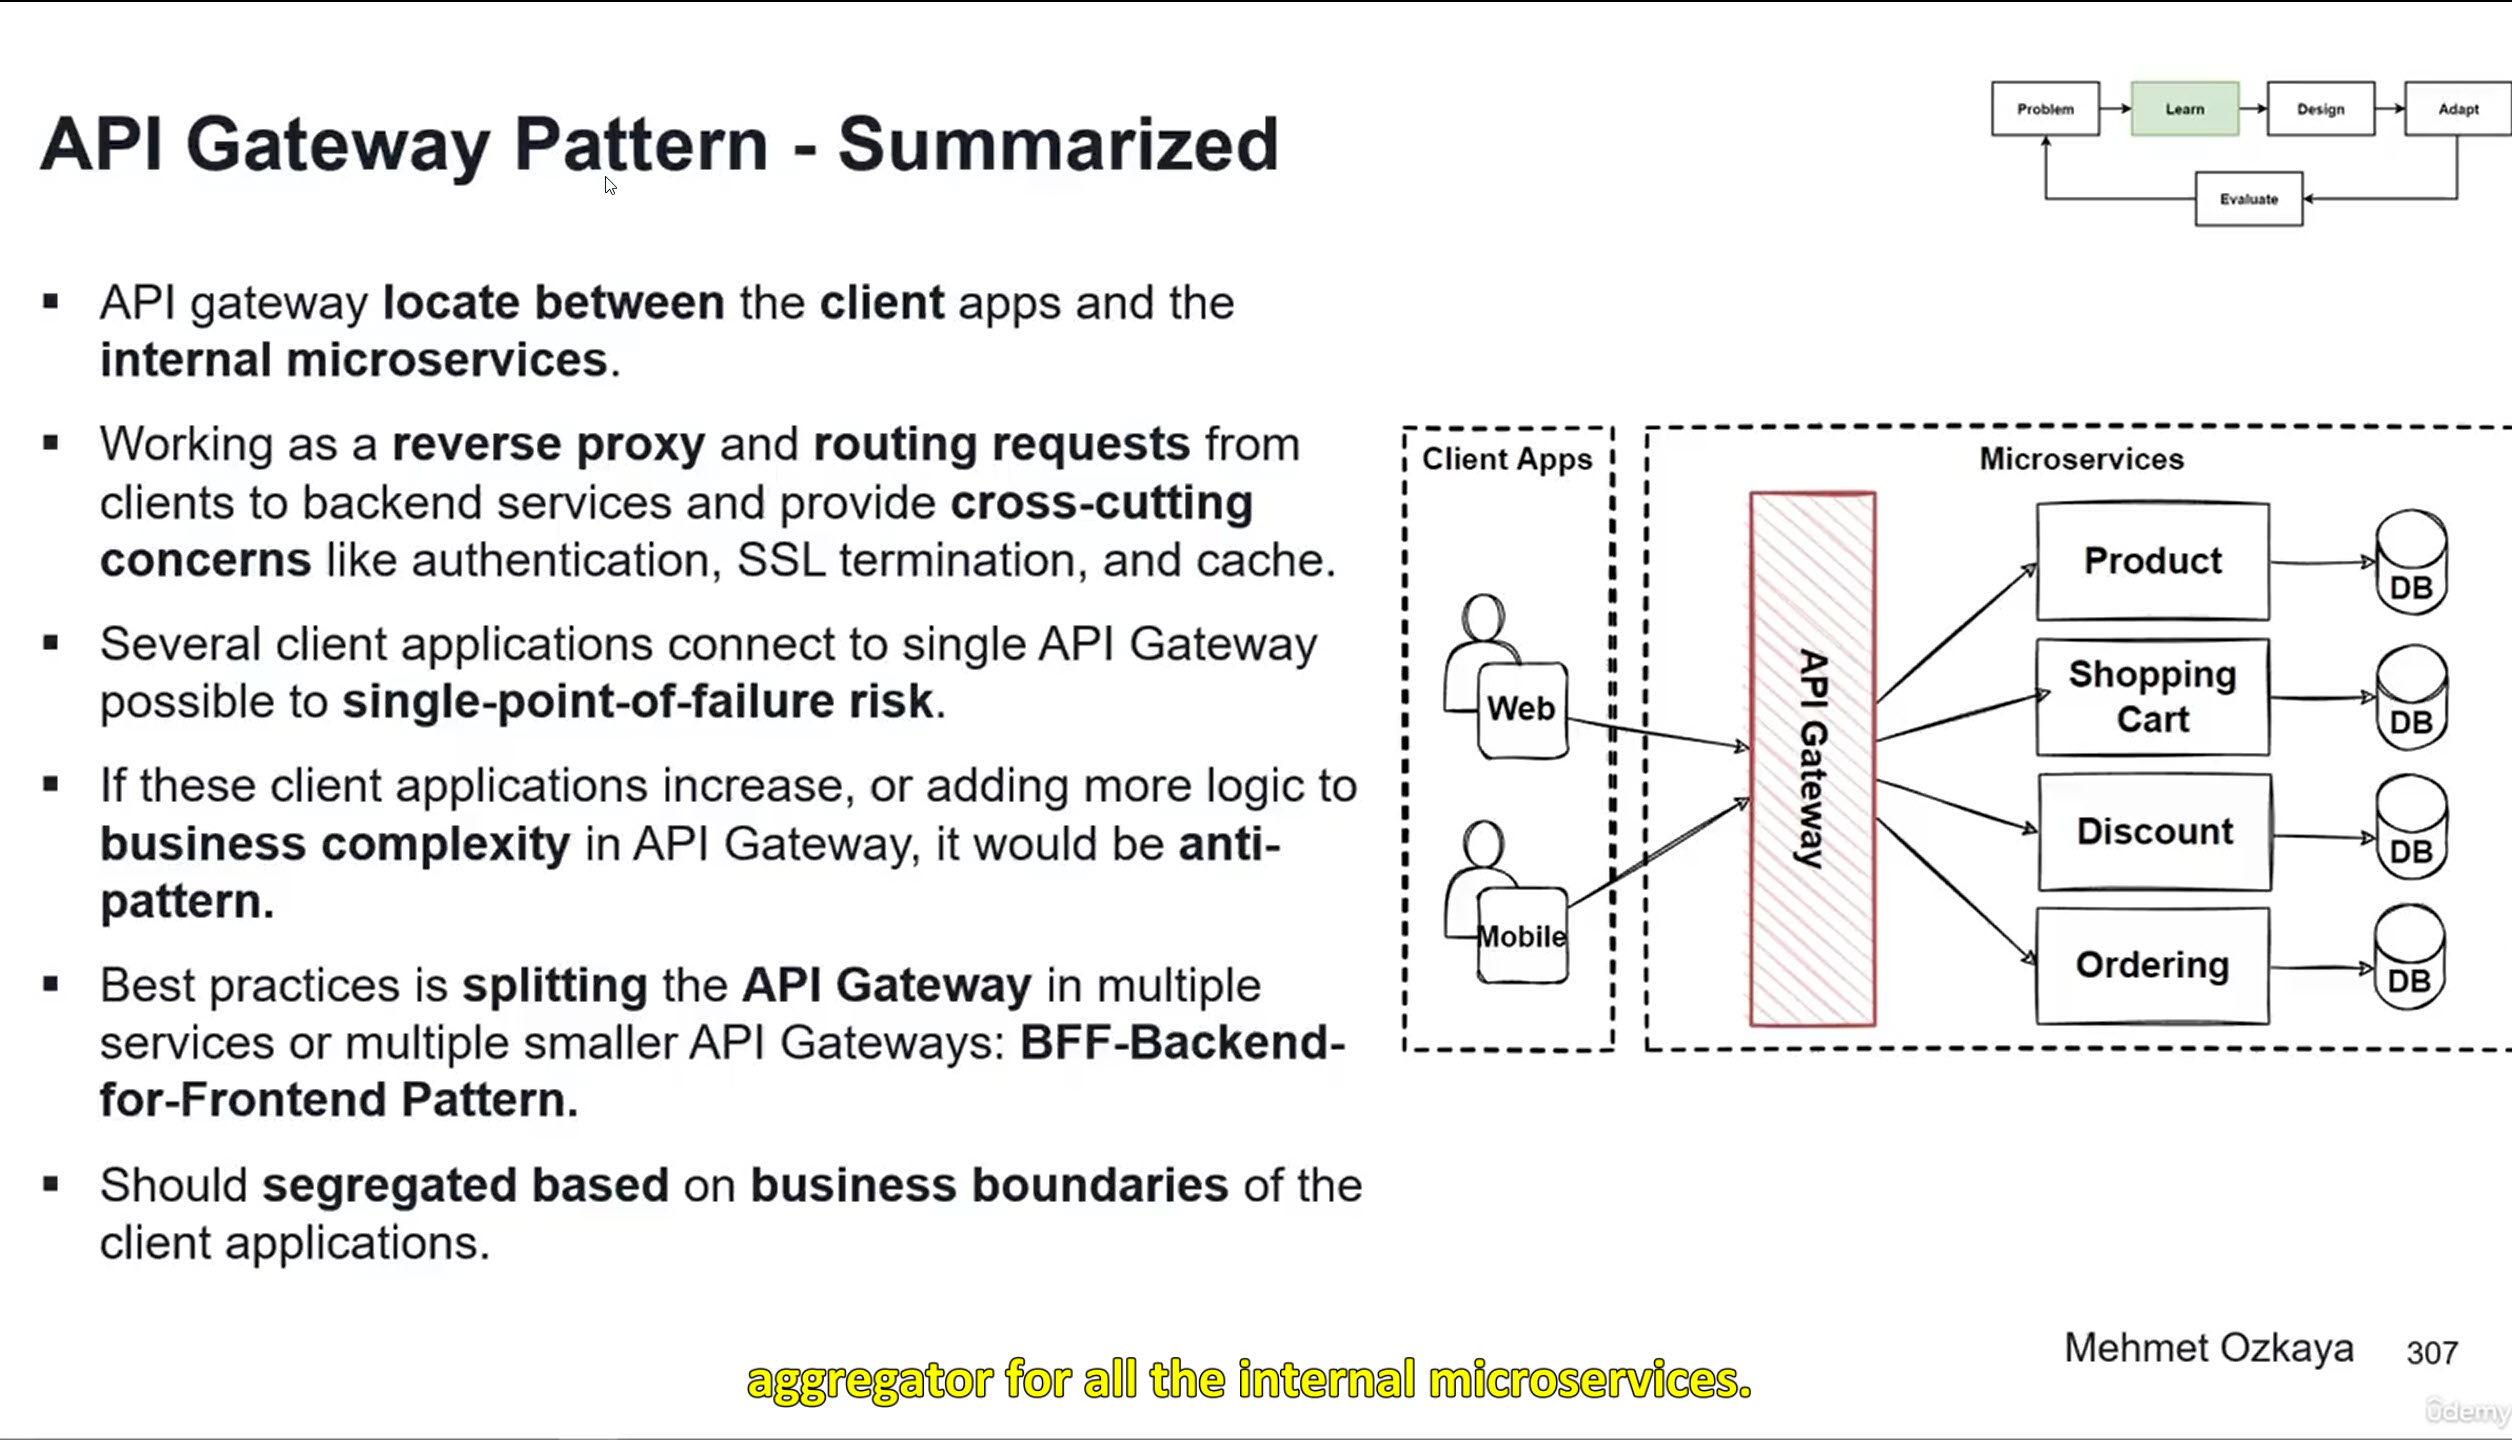 API Gateway Pattern - Summarized
Problem
Learn
Design
Adapt
Evaluate
▪ API gateway locate between the client apps and the
internal microservices.
▪ Working as a reverse proxy and routing requests from
clients to backend services and provide cross-cutting
concerns like authentication, SSL termination, and cache.
▪ Several client applications connect to single API Gateway
possible to single-point-of-failure risk.
▪ If these client applications increase, or adding more logic to
business complexity in API Gateway, it would be anti-
pattern.
▪ Best practices is splitting the API Gateway in multiple
services or multiple smaller API Gateways: BFF-Backend-
for-Frontend Pattern.
▪ Should segregated based on business boundaries of the
client applications.
Client Apps
Web
Mobile
Microservices
API Gateway
Product
DB
Shopping
Cart
DB
Discount
DB
Ordering
DB
Mehmet Ozkaya 307
aggregator for all the internal microservices.
ûdemy